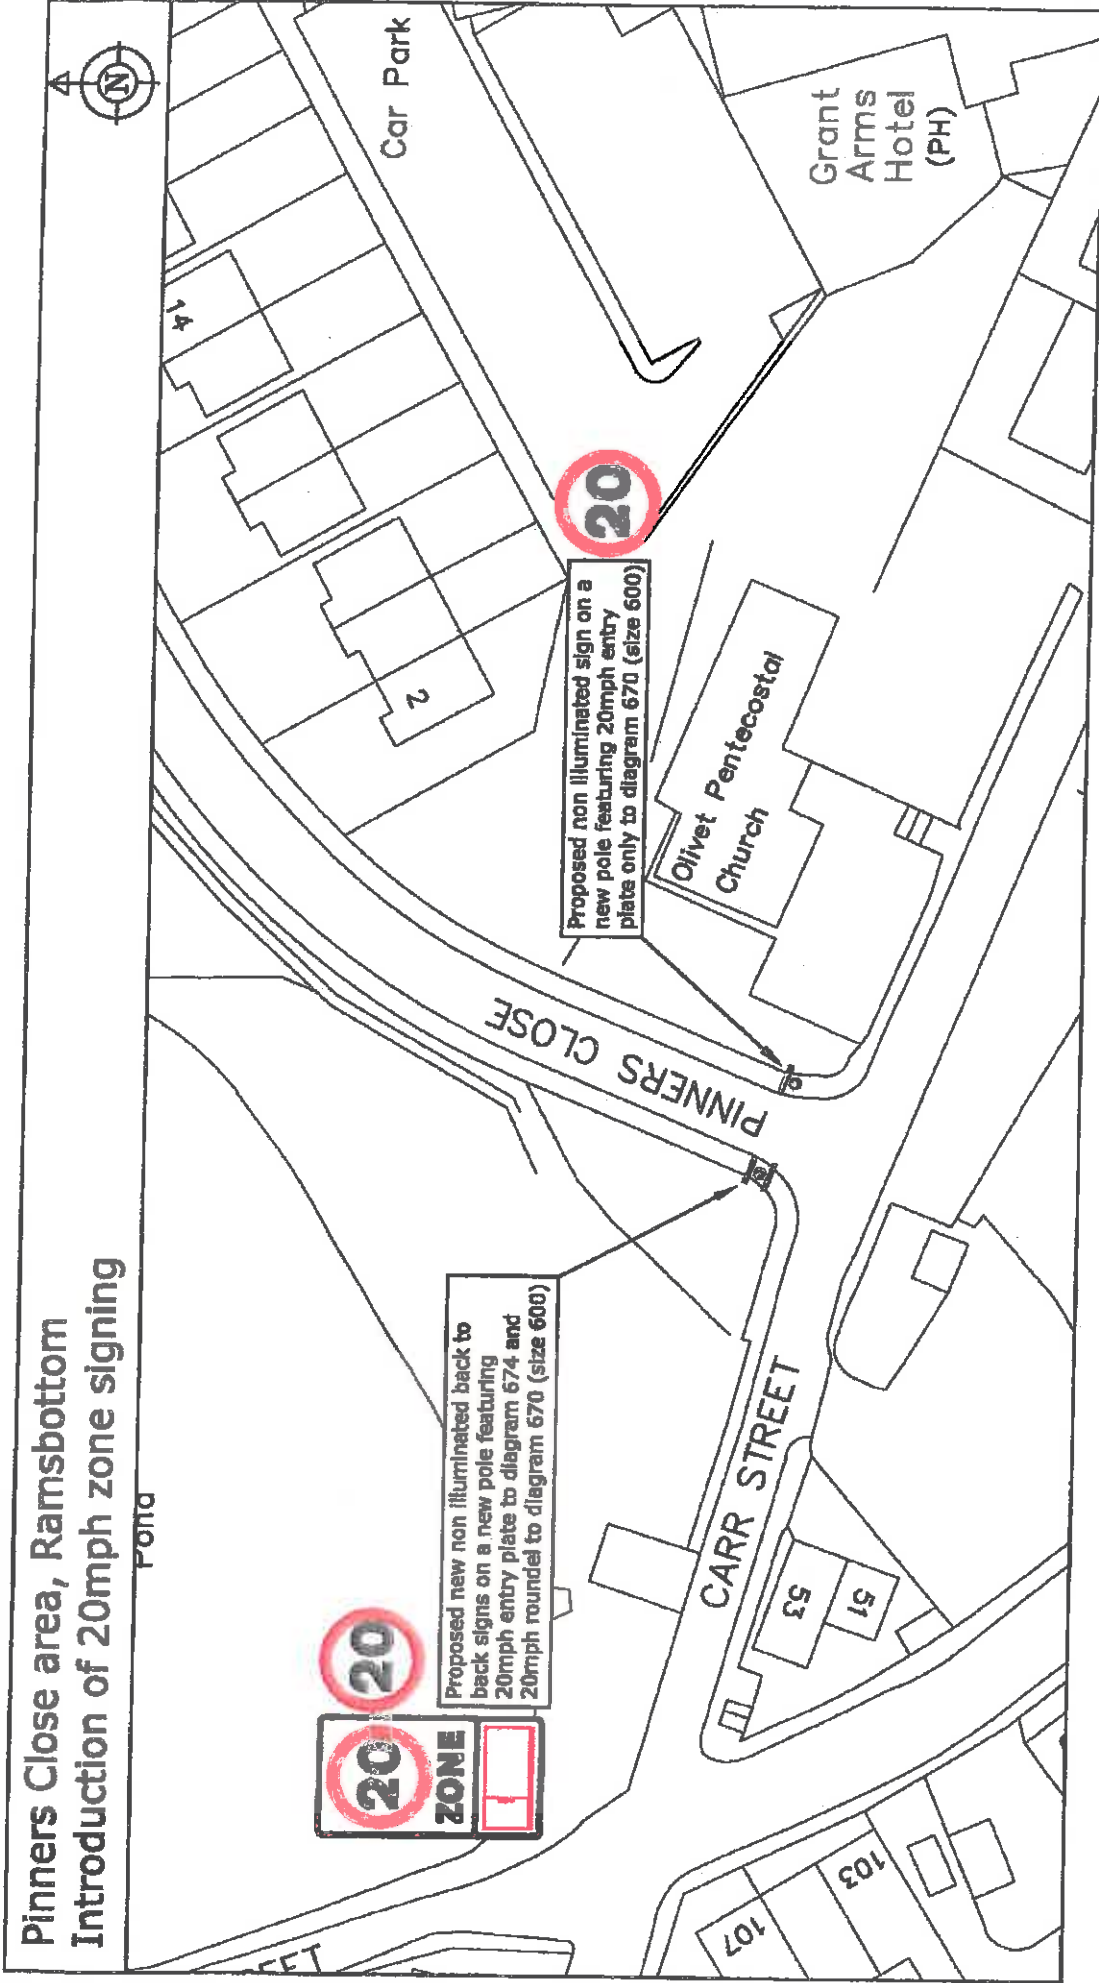 Pinners Close area, Ramsbottom
Introduction of 20mph zone signing
N
Pond
20
ZONE
20
Proposed new non illuminated back to
back signs on a new pole featuring
20mph entry plate to diagram 674 and
20mph roundel to diagram 670 (size 600)
Proposed non illuminated sign on a
new pole featuring 20mph entry
plate only to diagram 670 (size 600)
20
Car Park
14
2
Grant
Arms
Hotel
(PH)
PINNERS CLOSE
Olivet Pentecostal
Church
CARR STREET
53
51
103
107